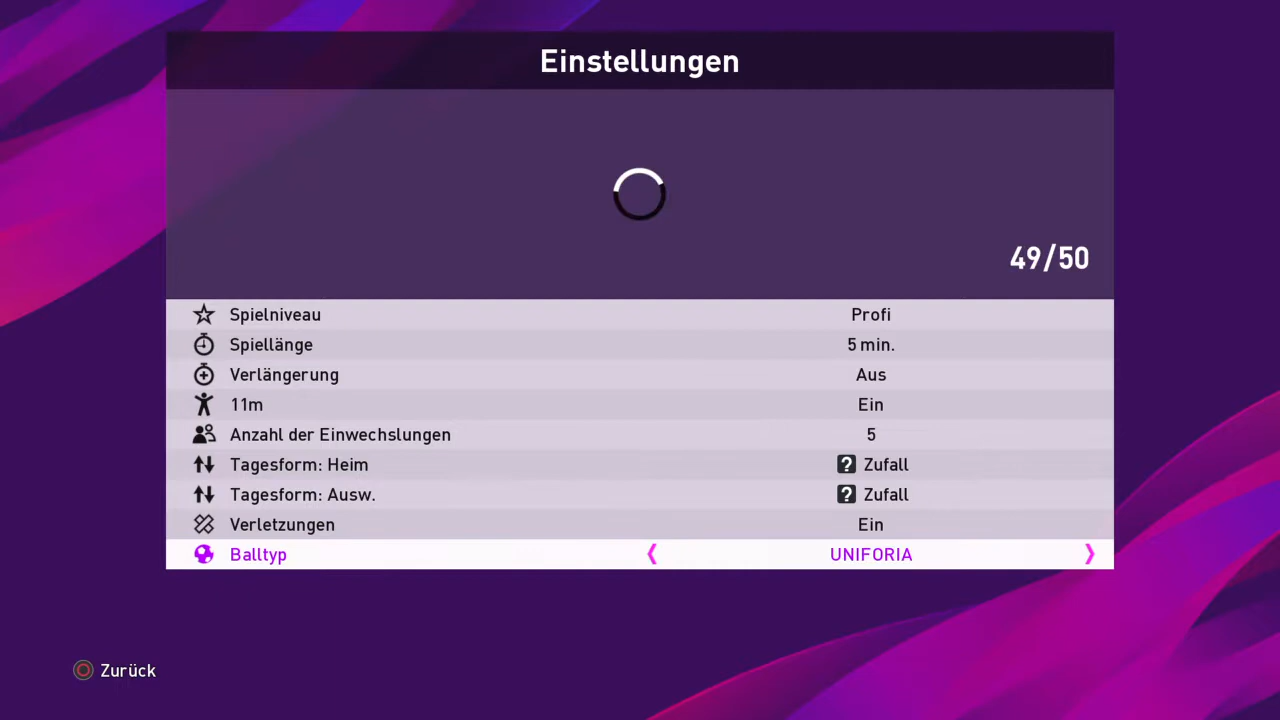 Einstellungen
49/50
Spielniveau Profi
Spiellänge 5 min.
Verlängerung Aus
11m Ein
Anzahl der Einwechslungen 5
Tagesform: Heim ? Zufall
Tagesform: Ausw. ? Zufall
Verletzungen Ein
Balltyp UNIFORIA
Zurück